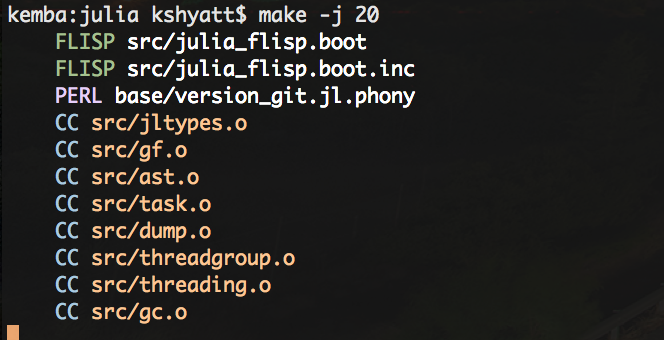 kemba:julia kshyatt$ make -j 20
FLISP src/julia_flisp.boot
FLISP src/julia_flisp.boot.inc
PERL base/version_git.jl.phony
CC src/jltypes.o
CC src/gf.o
CC src/ast.o
CC src/task.o
CC src/dump.o
CC src/threadgroup.o
CC src/threading.o
CC src/gc.o